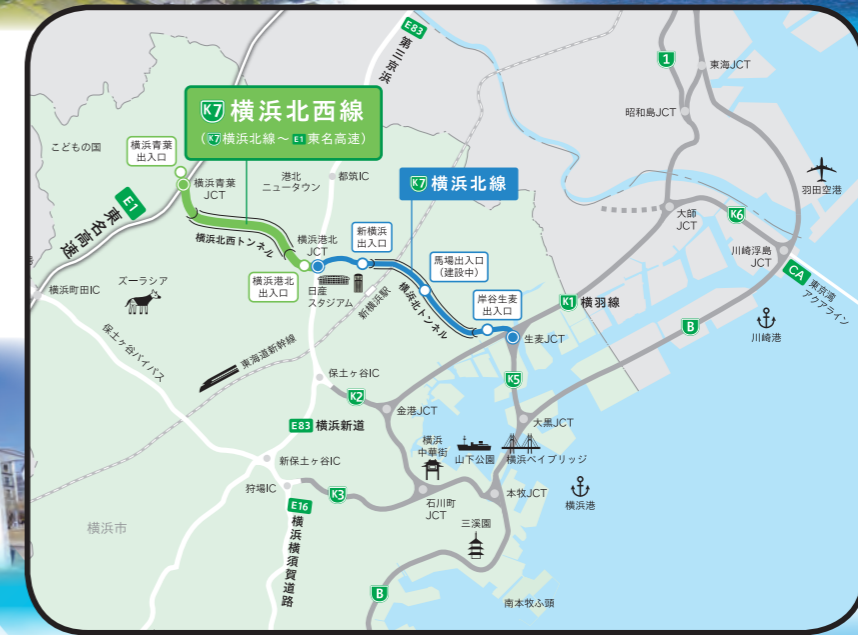 E83
第三京浜
1
東海JCT
K7 横浜北西線
(K7横浜北線～E1東名高速)
昭和島JCT
こどもの国
横浜青葉
出入口
港北
ニュータウン
都筑IC
K7 横浜北線
羽田空港
横浜青葉
JCT
E1
東名高速
大師
JCT
K6
横浜北西トンネル
横浜港北
JCT
新横浜
出入口
川崎浮島
JCT
馬場出入口
(建設中)
CA
東京湾
アクアライン
横浜港北
出入口
日産
スタジアム
新横浜駅
横浜北トンネル
ズーラシア
横浜町田IC
岸谷生麦
出入口
K1 横羽線
川崎港
B
保土ヶ谷バイパス
生麦JCT
東海道新幹線
保土ヶ谷IC
K5
K2
金港JCT
大黒JCT
E83 横浜新道
横浜
中華街
山下公園
横浜ベイブリッジ
新保土ヶ谷IC
狩場IC
K3
石川町
JCT
本牧JCT
横浜港
E16
横浜横須賀道路
三溪園
横浜市
B
南本牧ふ頭